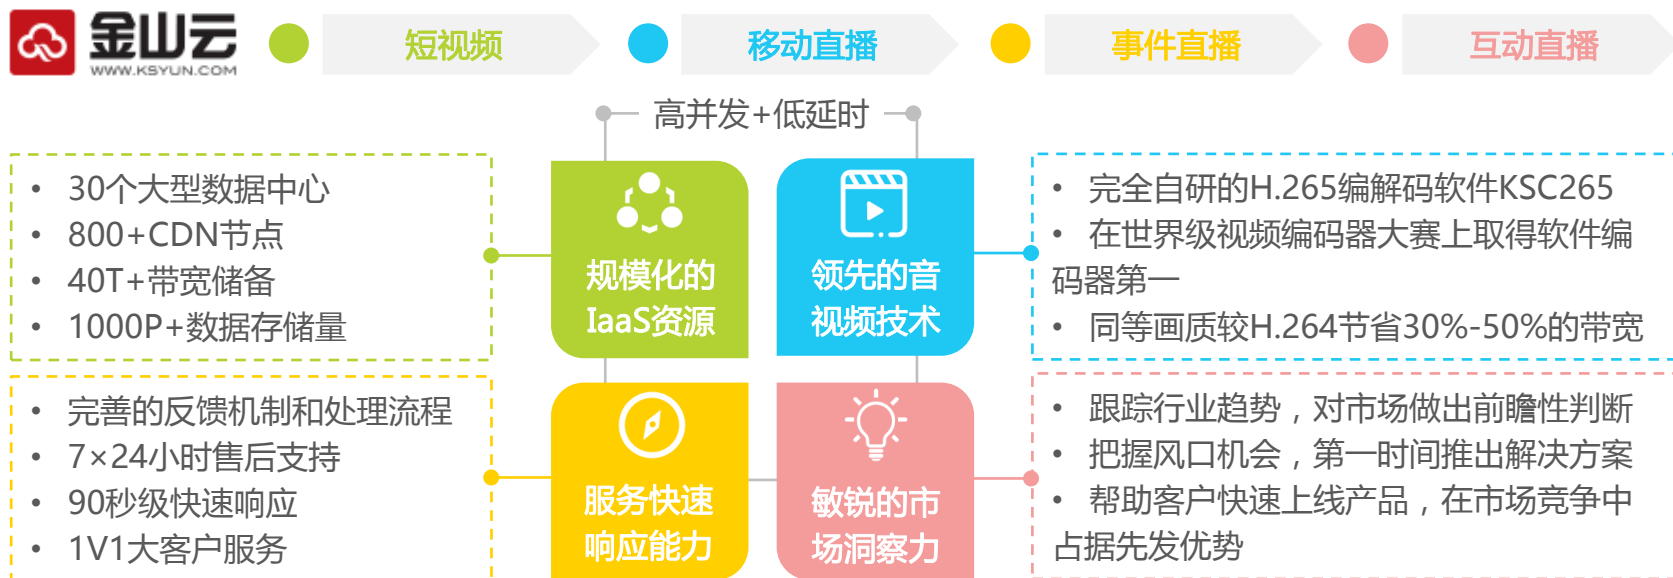 金山云
WWW.KSYUN.COM
短视频
移动直播
事件直播
互动直播
高并发+低延时
• 30个大型数据中心
• 800+CDN节点
• 40T+带宽储备
• 1000P+数据存储量
规模化的
IaaS资源
领先的音
视频技术
• 完全自研的H.265编解码软件KSC265
• 在世界级视频编码器大赛上取得软件编
码器第一
• 同等画质较H.264节省30%-50%的带宽
• 完善的反馈机制和处理流程
• 7×24小时售后支持
• 90秒级快速响应
• 1V1大客户服务
服务快速
响应能力
敏锐的市
场洞察力
• 跟踪行业趋势，对市场做出前瞻性判断
• 把握风口机会，第一时间推出解决方案
• 帮助客户快速上线产品，在市场竞争中
占据先发优势